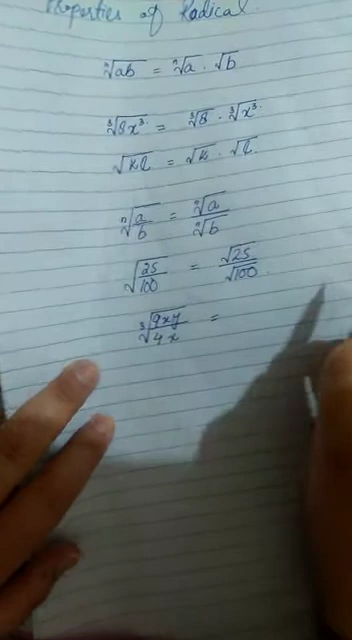 Properties of Radical
ⁿ√ab = ⁿ√a . √b
³√8x³ = ³√8 . ³√x³.
√kl = √k . √l.
ⁿ√a/b = ⁿ√a/ⁿ√b
√25/100 = √25/√100
³√9xy/4x =